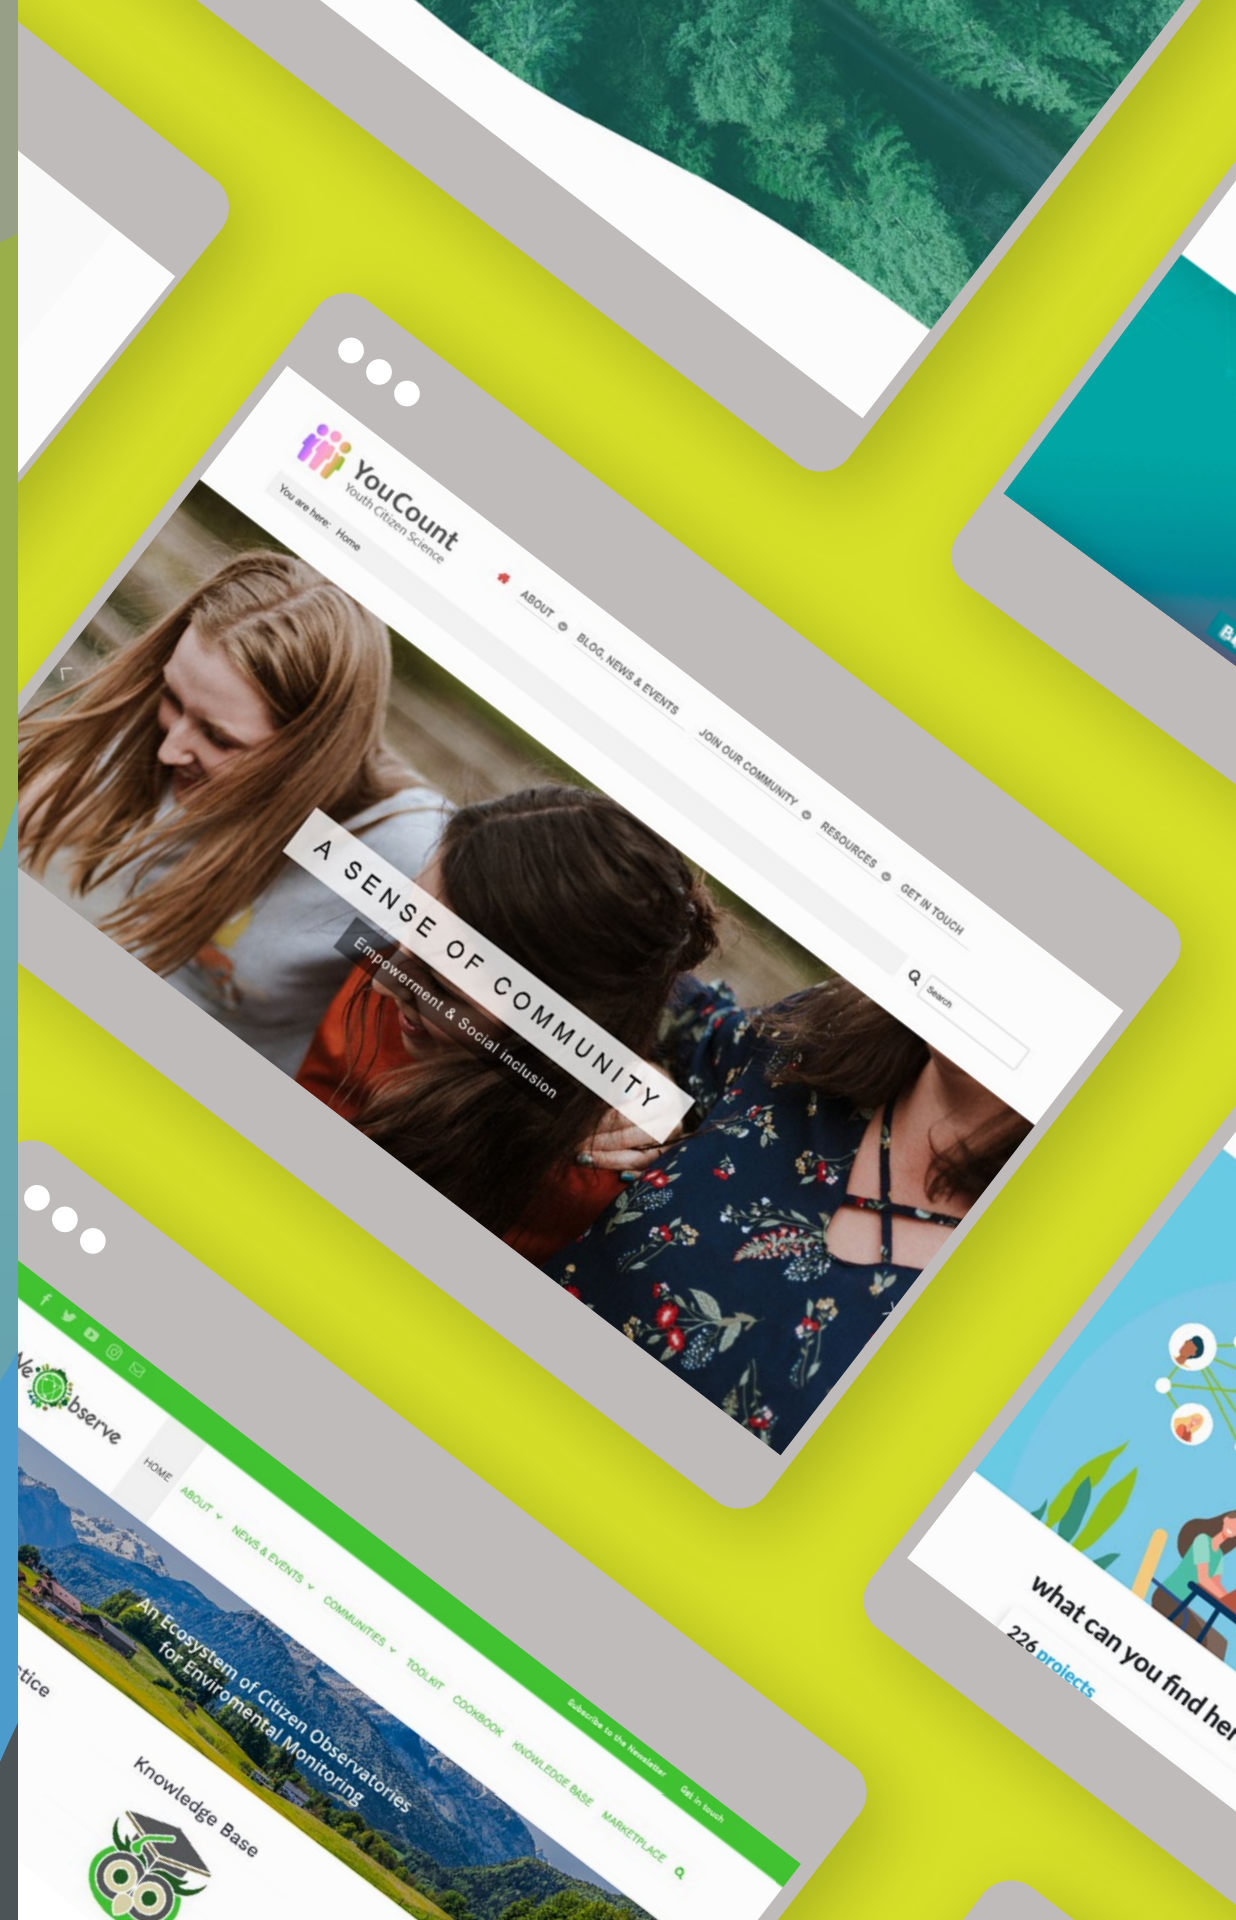 YouCount
Youth Citizen Science
You are here: Home
ABOUT
BLOG, NEWS & EVENTS
JOIN OUR COMMUNITY
RESOURCES
GET IN TOUCH
Search
A SENSE OF COMMUNITY
Empowerment & Social inclusion
bserve
Subscribe to the Newsletter
Get in touch
HOME
ABOUT
NEWS & EVENTS
COMMUNITIES
TOOLKIT
COOKBOOK
KNOWLEDGE BASE
MARKETPLACE
An Ecosystem of Citizen Observatories
for Enviromental Monitoring
tice
Knowledge Base
what can you find her
226 projects